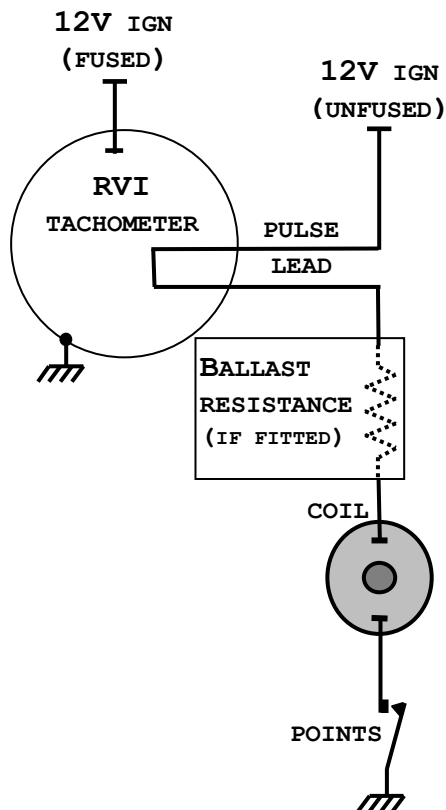 12V IGN
(FUSED)
12V IGN
(UNFUSED)
RVI
TACHOMETER
PULSE
LEAD
BALLAST
RESISTANCE
(IF FITTED)
COIL
POINTS